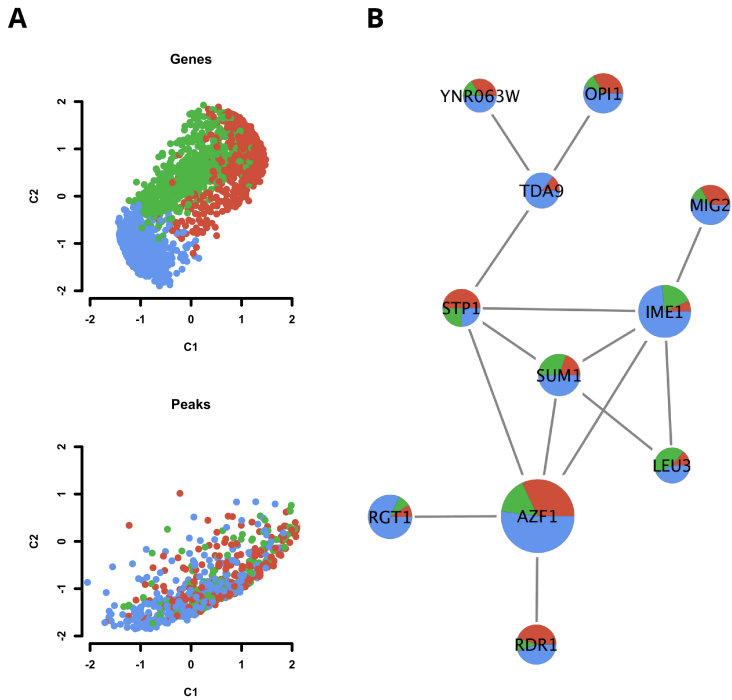 A
B
Genes
2
1
0
-1
-2
C2
-2 -1 0 1 2
C1
Peaks
2
1
0
-1
-2
C2
-2 -1 0 1 2
C1
YNR063W
OPI1
TDA9
MIG2
STP1
IME1
SUM1
LEU3
RGT1
AZF1
RDR1